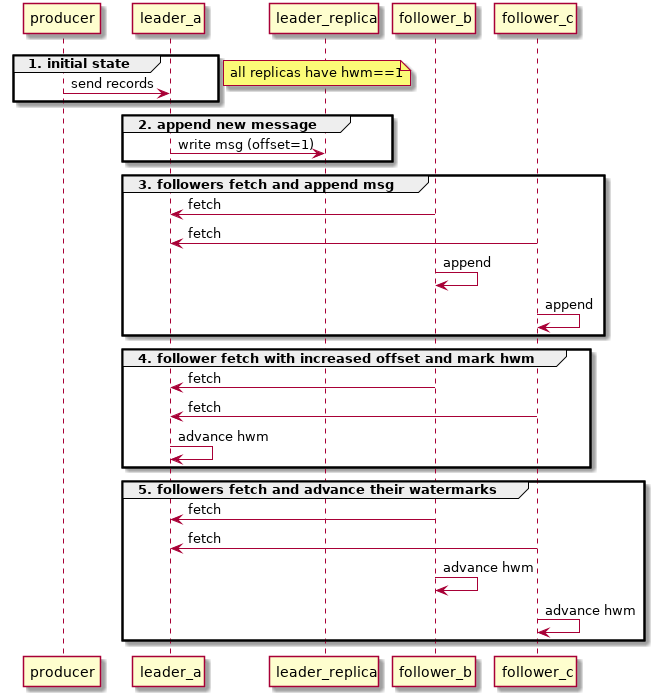 producer leader_a leader_replica follower_b follower_c
1. initial state
all replicas have hwm==1
send records
2. append new message
write msg (offset=1)
3. followers fetch and append msg
fetch
fetch
append
append
4. follower fetch with increased offset and mark hwm
fetch
fetch
advance hwm
5. followers fetch and advance their watermarks
fetch
fetch
advance hwm
advance hwm
producer leader_a leader_replica follower_b follower_c